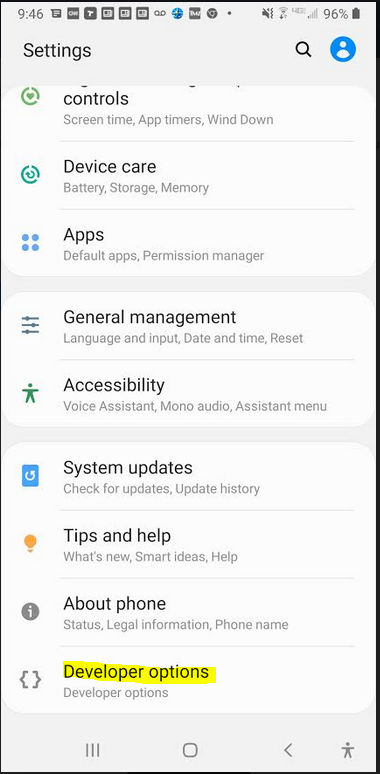 9:46
96%
Settings
controls
Screen time, App timers, Wind Down
Device care
Battery, Storage, Memory
Apps
Default apps, Permission manager
General management
Language and input, Date and time, Reset
Accessibility
Voice Assistant, Mono audio, Assistant menu
System updates
Check for updates, Update history
Tips and help
What's new, Smart ideas, Help
About phone
Status, Legal information, Phone name
Developer options
Developer options